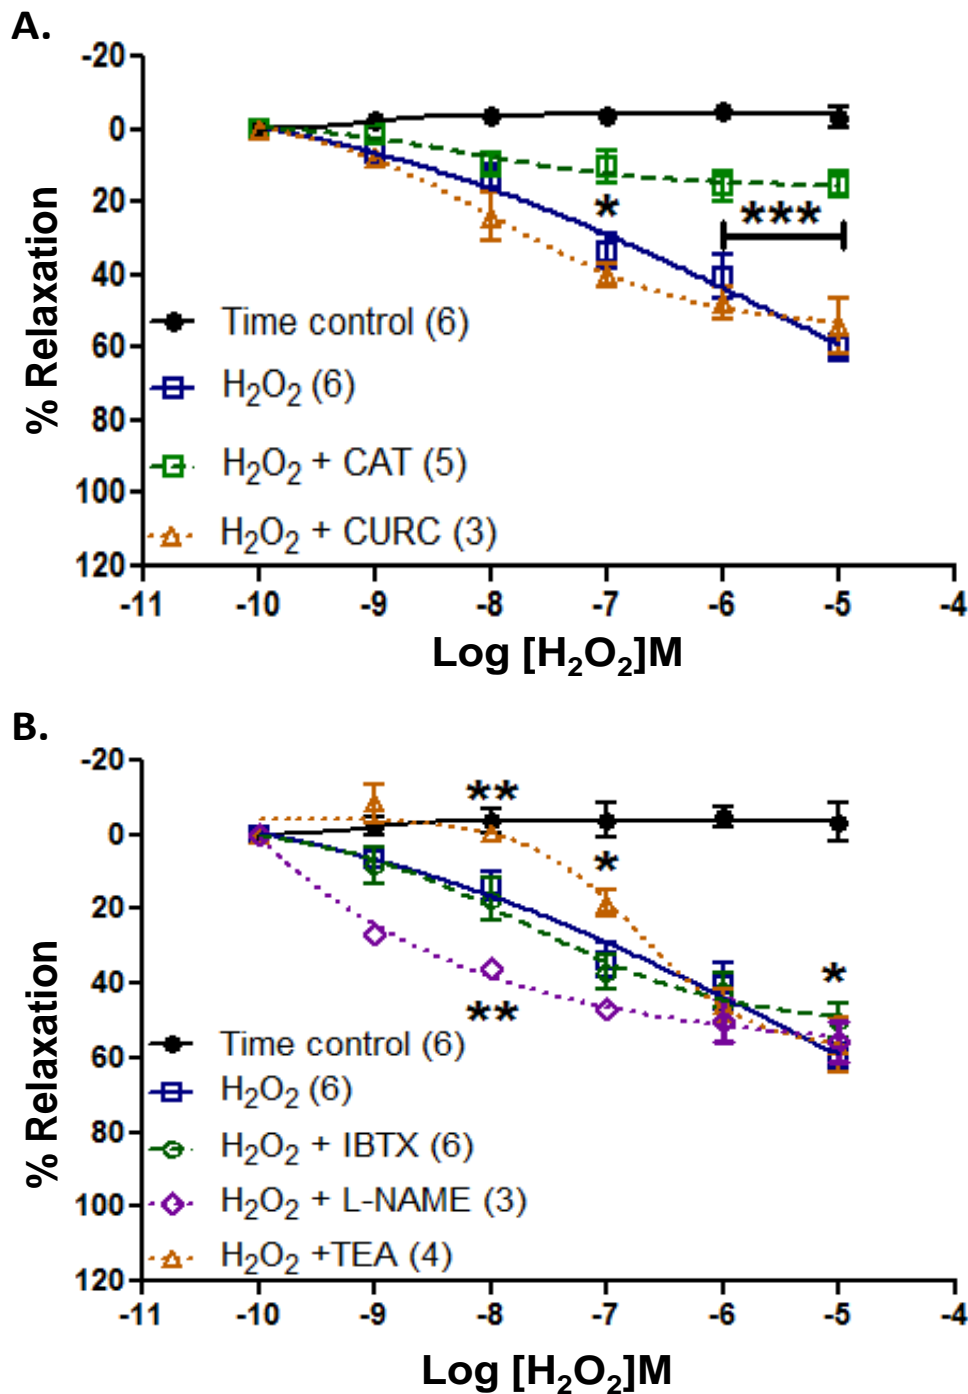 A.
-20
0
20
40
60
80
100
120
% Relaxation
*
***
Time control (6)
H₂O₂ (6)
H₂O₂ + CAT (5)
H₂O₂ + CURC (3)
-11 -10 -9 -8 -7 -6 -5 -4
Log [H₂O₂]M
B.
-20
0
20
40
60
80
100
120
% Relaxation
**
*
*
**
Time control (6)
H₂O₂ (6)
H₂O₂ + IBTX (6)
H₂O₂ + L-NAME (3)
H₂O₂ +TEA (4)
-11 -10 -9 -8 -7 -6 -5 -4
Log [H₂O₂]M